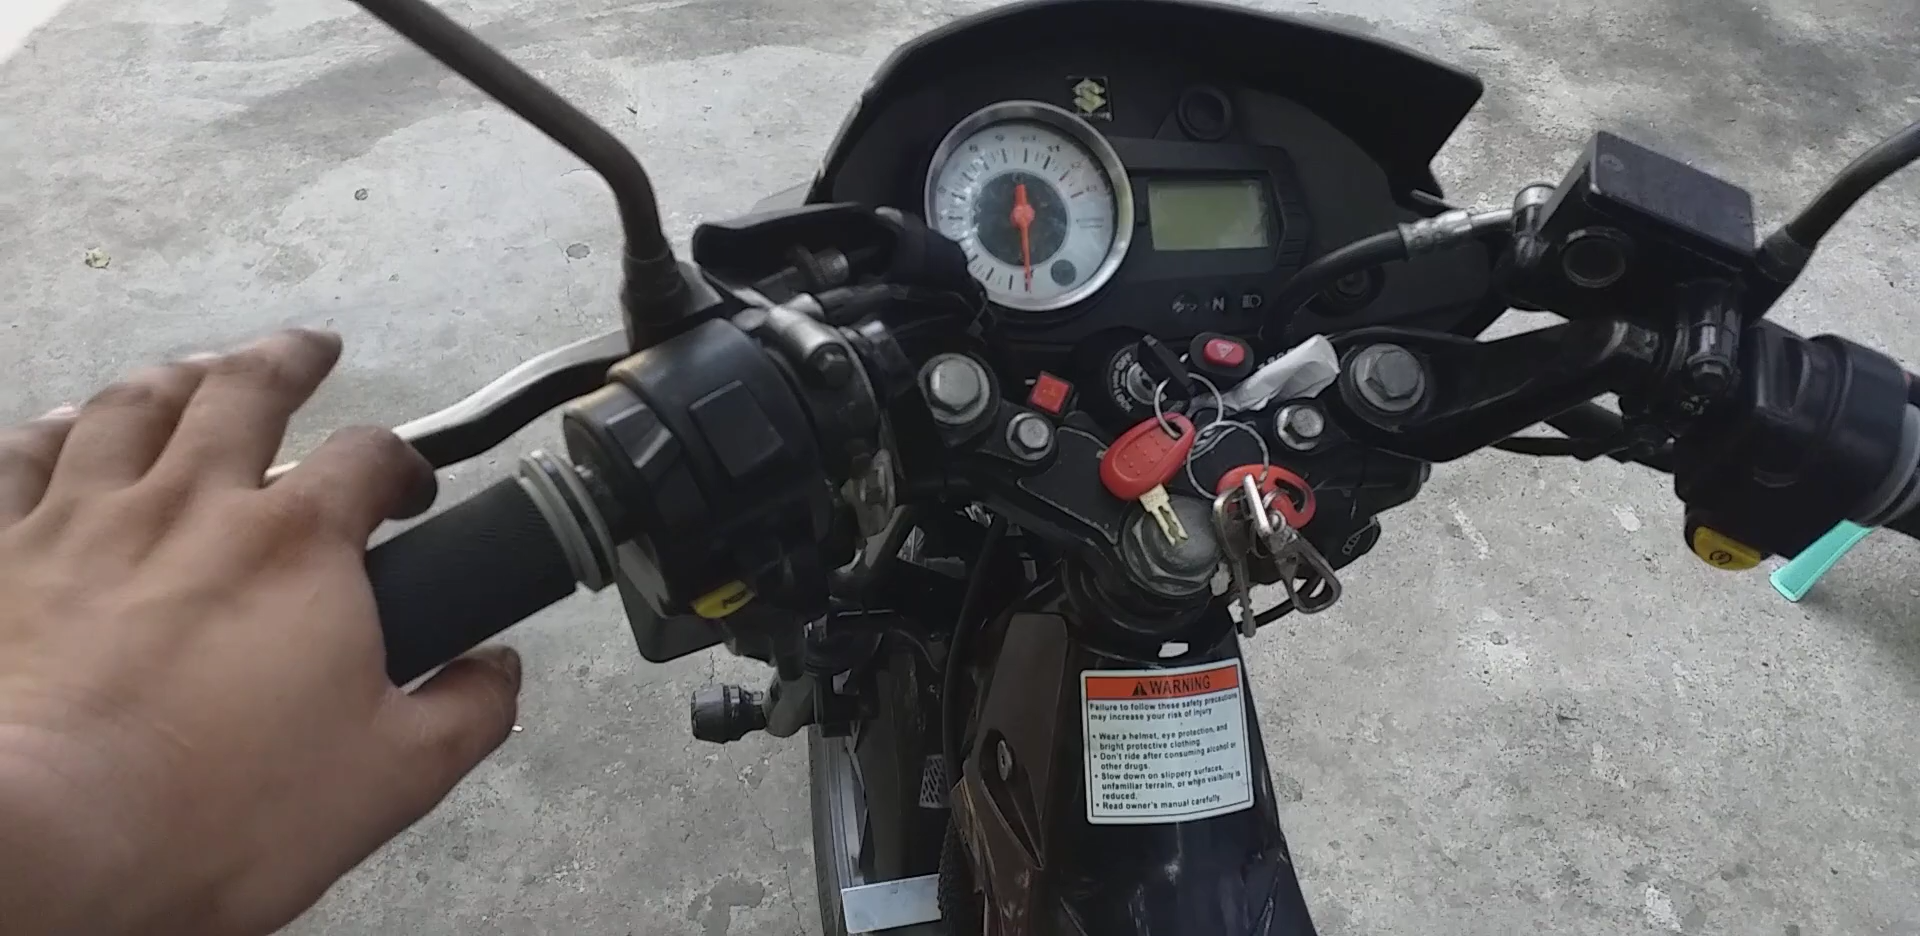 N
LOCK
⚠ WARNING
Failure to follow these safety precautions
may increase your risk of injury
• Wear a helmet, eye protection, and
bright protective clothing.
• Don't ride after consuming alcohol or
other drugs.
• Slow down on slippery surfaces,
unfamiliar terrain, or when visibility is
reduced.
• Read owner's manual carefully.